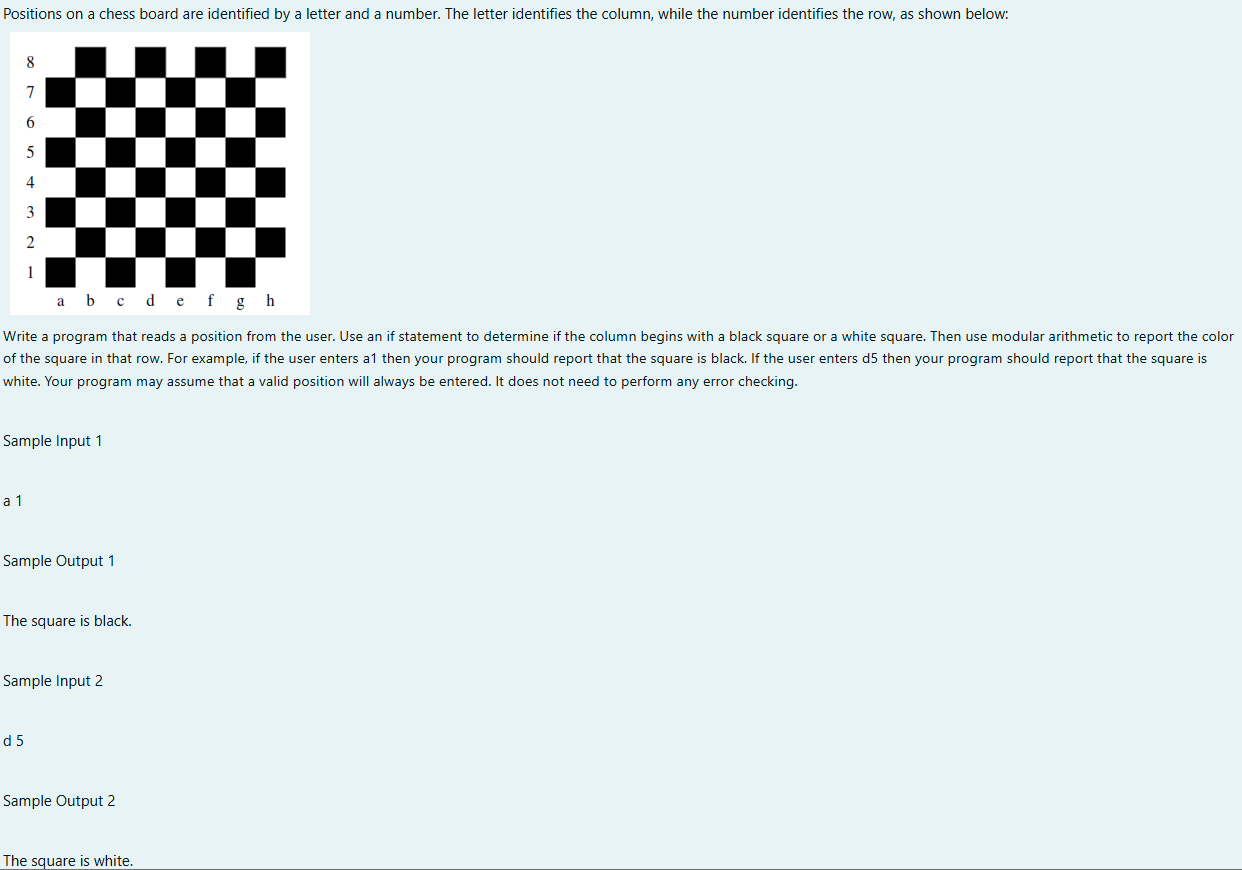 Positions on a chess board are identified by a letter and a number. The letter identifies the column, while the number identifies the row, as shown below:
8
7
6
5
4
3
2
1
a b c d e f g h
Write a program that reads a position from the user. Use an if statement to determine if the column begins with a black square or a white square. Then use modular arithmetic to report the color
of the square in that row. For example, if the user enters a1 then your program should report that the square is black. If the user enters d5 then your program should report that the square is
white. Your program may assume that a valid position will always be entered. It does not need to perform any error checking.
Sample Input 1
a 1
Sample Output 1
The square is black.
Sample Input 2
d 5
Sample Output 2
The square is white.